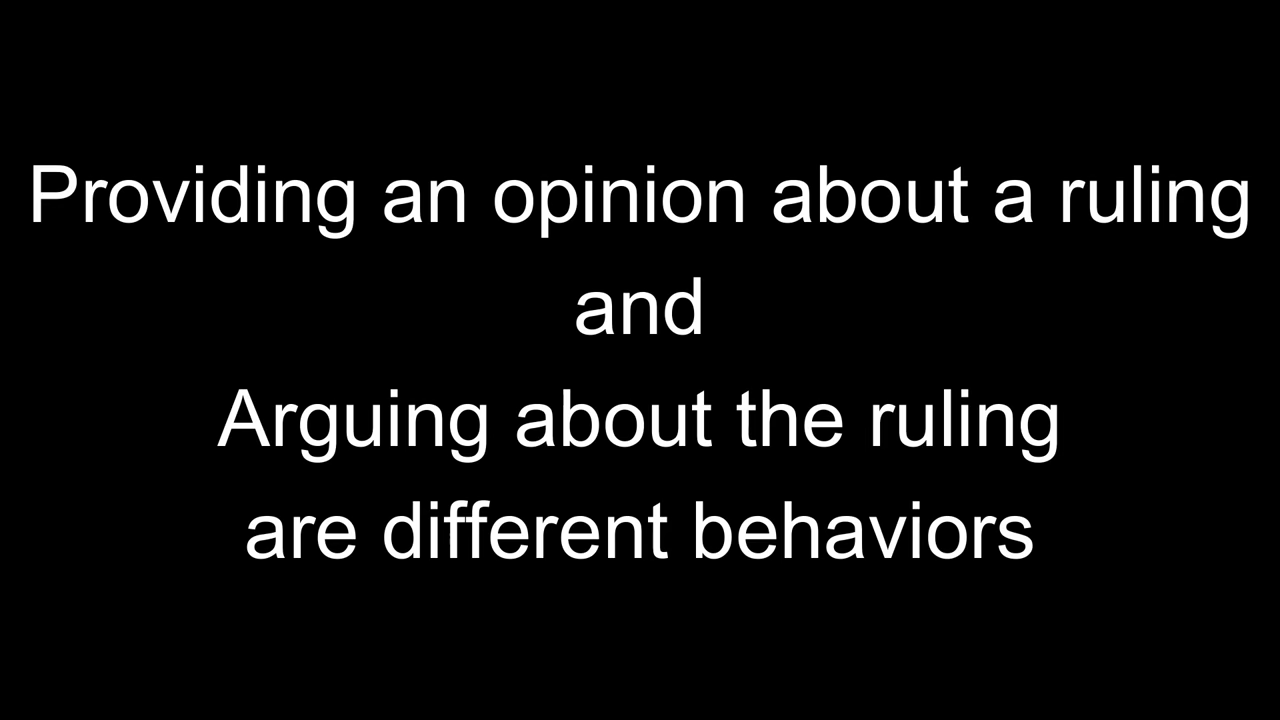 Providing an opinion about a ruling
and
Arguing about the ruling
are different behaviors